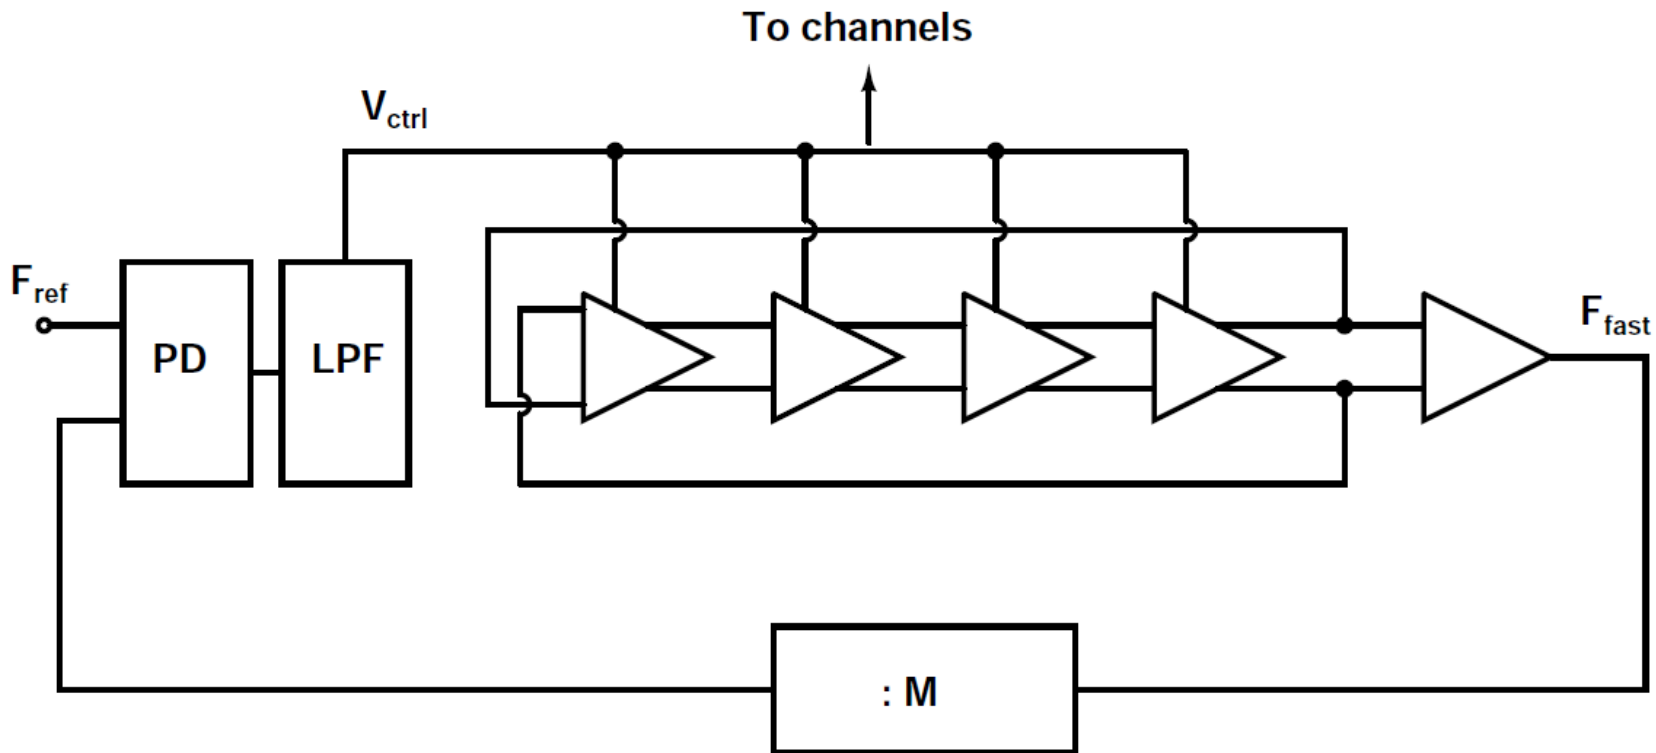 To channels
Vctrl
Fref
PD
LPF
Ffast
: M